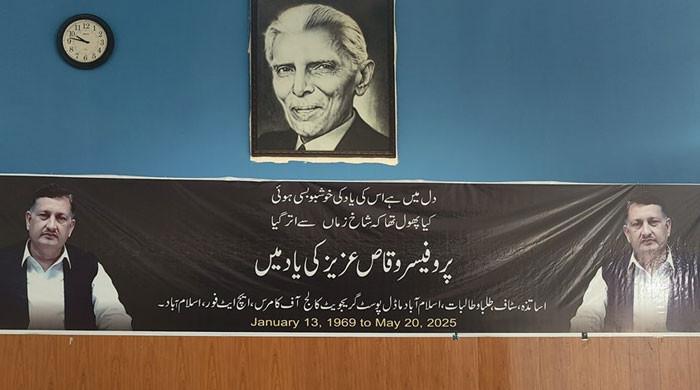 دل میں ہے اس کی یاد کی خوشبو بسی ہوئی
کیا پھول تھا کہ شاخِ زماں سے اتر گیا
پروفیسر وقاص عزیز کی یاد میں
اساتذہ، سٹاف، طلبا و طالبات، اسلام آباد ماڈل پوسٹ گریجویٹ کالج آف کامرس، ایچ ایٹ فور، اسلام آباد۔
January 13, 1969 to May 20, 2025